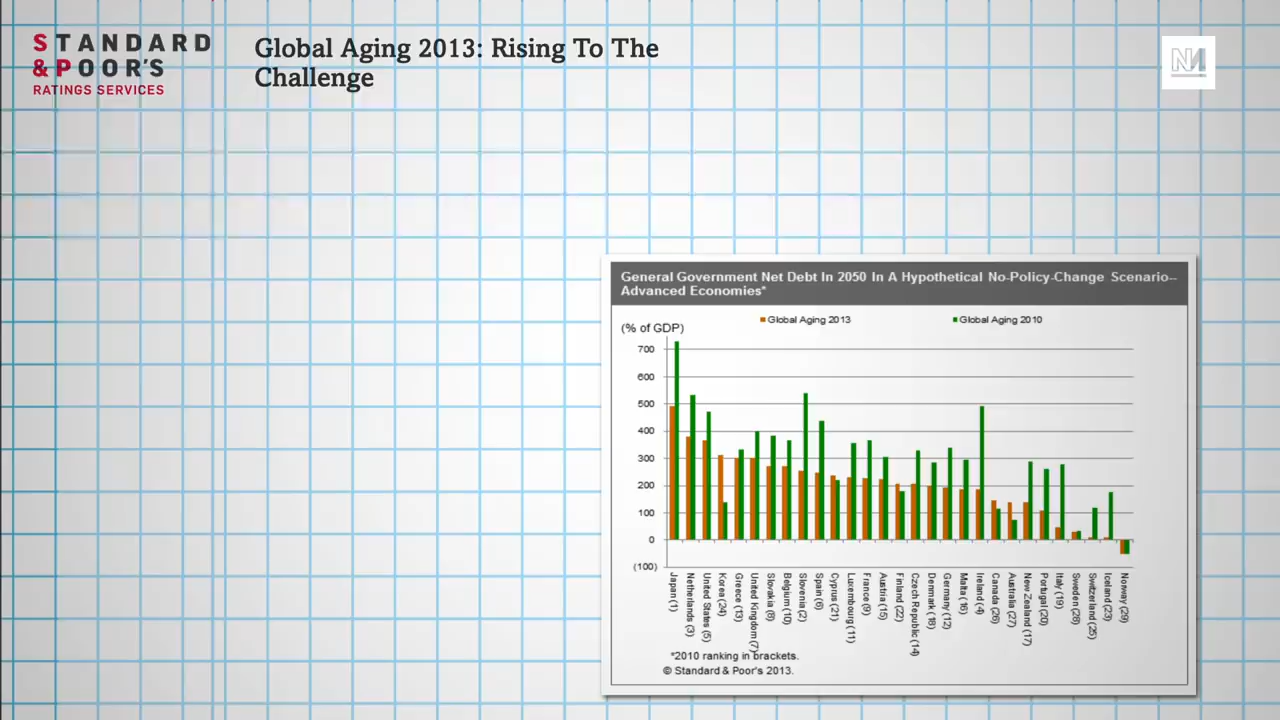 STANDARD
&POOR'S
RATINGS SERVICES
Global Aging 2013: Rising To The
Challenge
General Government Net Debt In 2050 In A Hypothetical No-Policy-Change Scenario--
Advanced Economies*
(% of GDP)
Global Aging 2013
Global Aging 2010
700
600
500
400
300
200
100
0
(100)
Japan (1)
Netherlands (3)
United States (5)
Korea (24)
Greece (13)
United Kingdom (7)
Slovakia (8)
Belgium (10)
Slovenia (2)
Spain (6)
Cyprus (21)
Luxembourg (11)
France (9)
Austria (15)
Finland (22)
Czech Republic (14)
Denmark (18)
Germany (12)
Malta (16)
Ireland (4)
Canada (26)
Australia (27)
New Zealand (17)
Portugal (20)
Italy (19)
Sweden (28)
Switzerland (25)
Iceland (23)
Norway (29)
*2010 ranking in brackets.
© Standard & Poor's 2013.